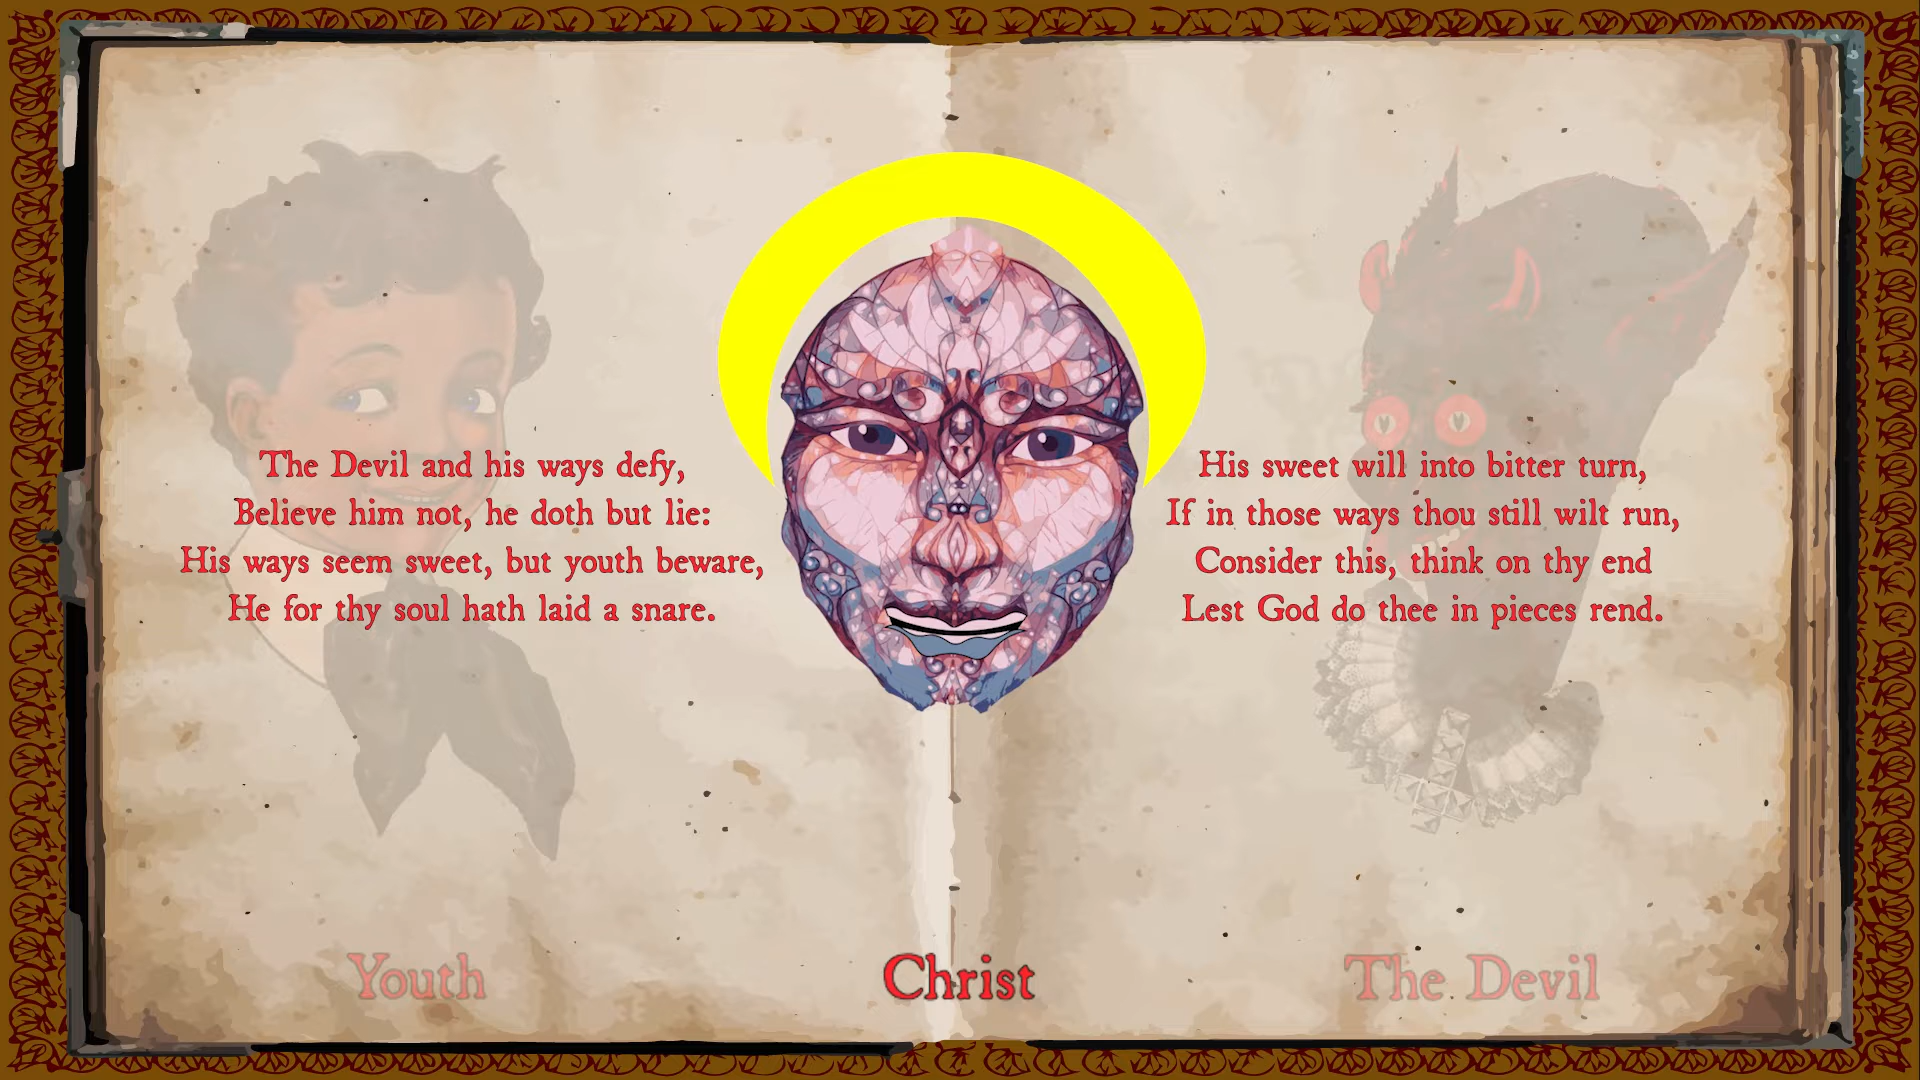 The Devil and his ways defy,
Believe him not, he doth but lie:
His ways seem sweet, but youth beware,
He for thy soul hath laid a snare.
His sweet will into bitter turn,
If in those ways thou still wilt run,
Consider this, think on thy end
Lest God do thee in pieces rend.
Youth
Christ
The Devil